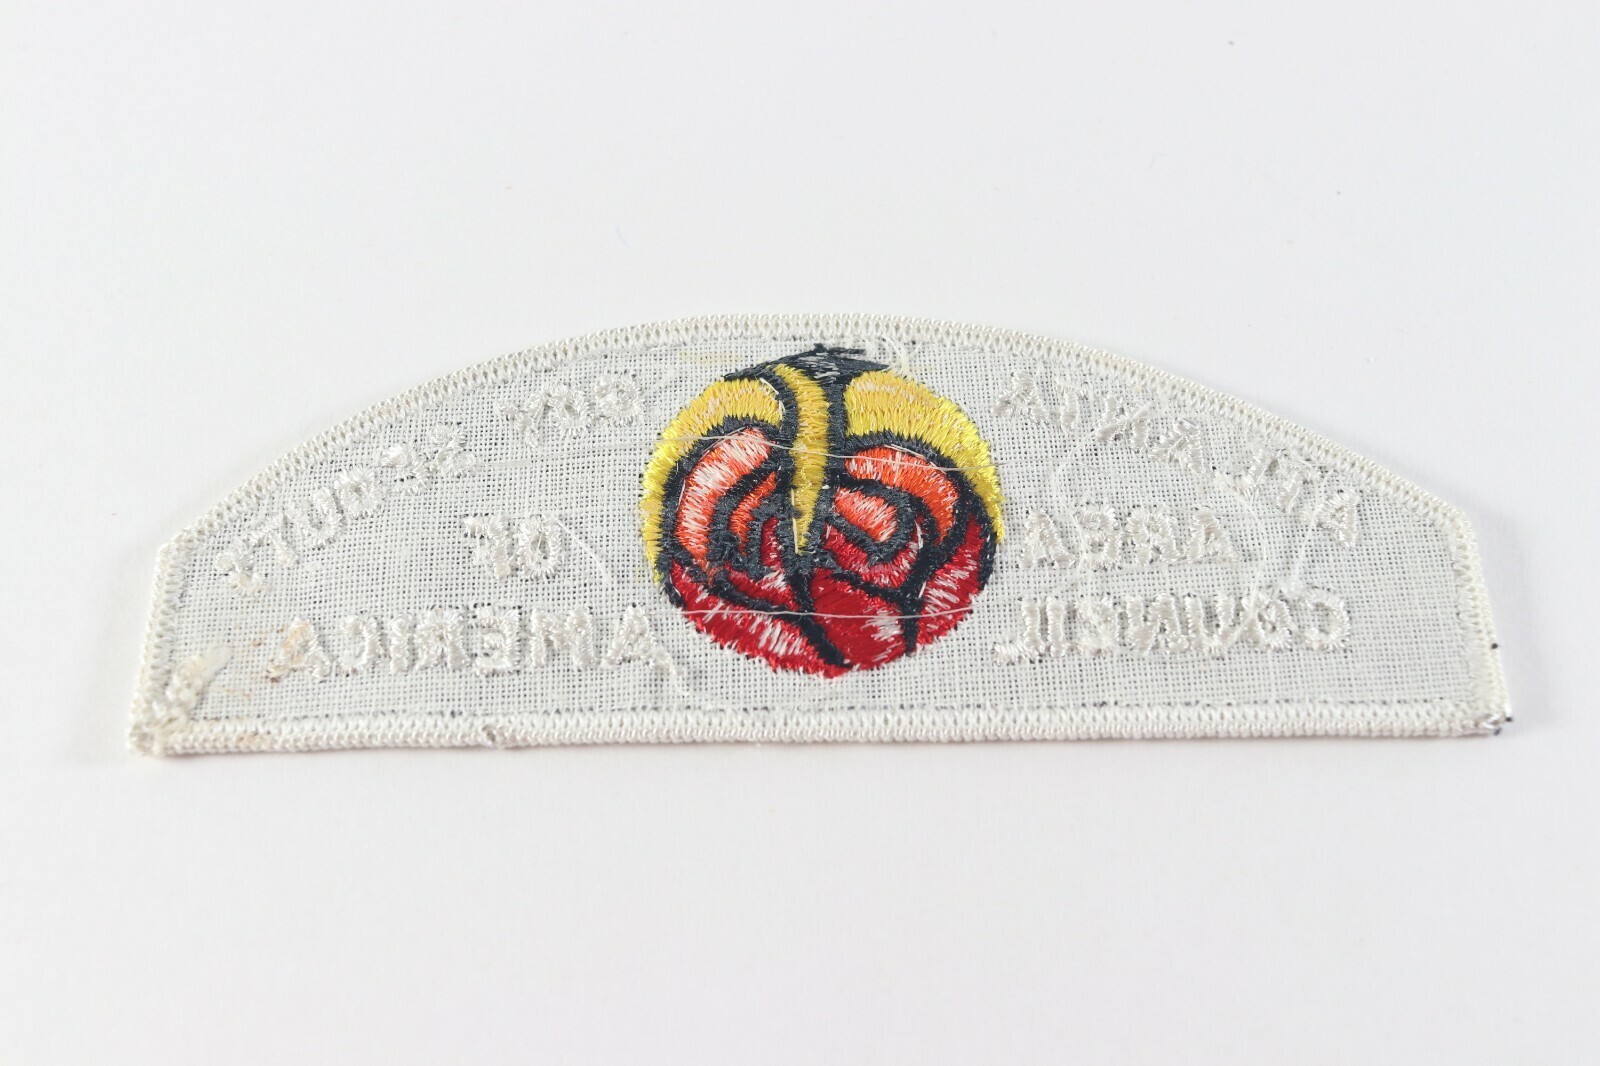 ATLANTA
AREA
COUNCIL
BOY SCOUTS
OF
AMERICA